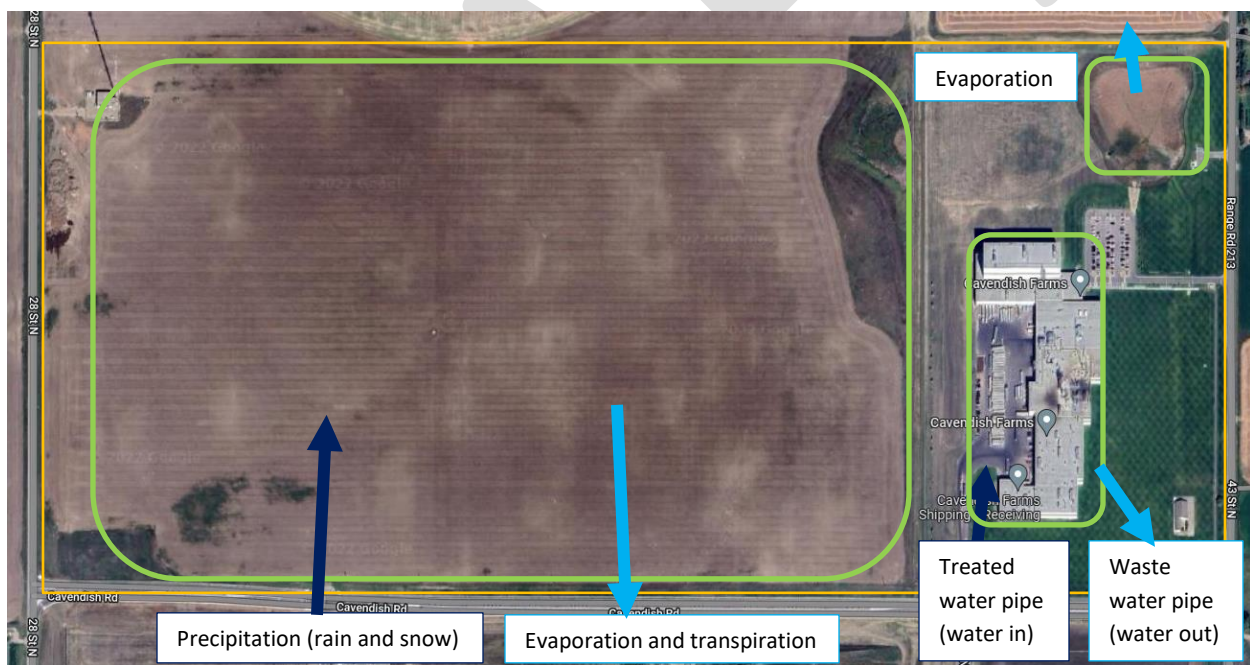 28 St N
Evaporation
© 2022 Google
Range Rd 213
28 St N
Cavendish Farms
Cavendish Farms
Cavendish Farms
Shipping & Receiving
43 St N
Cavendish Rd
Cavendish Rd
Cavendish Rd
28 St N
Precipitation (rain and snow)
Evaporation and transpiration
Treated
water pipe
(water in)
Waste
water pipe
(water out)